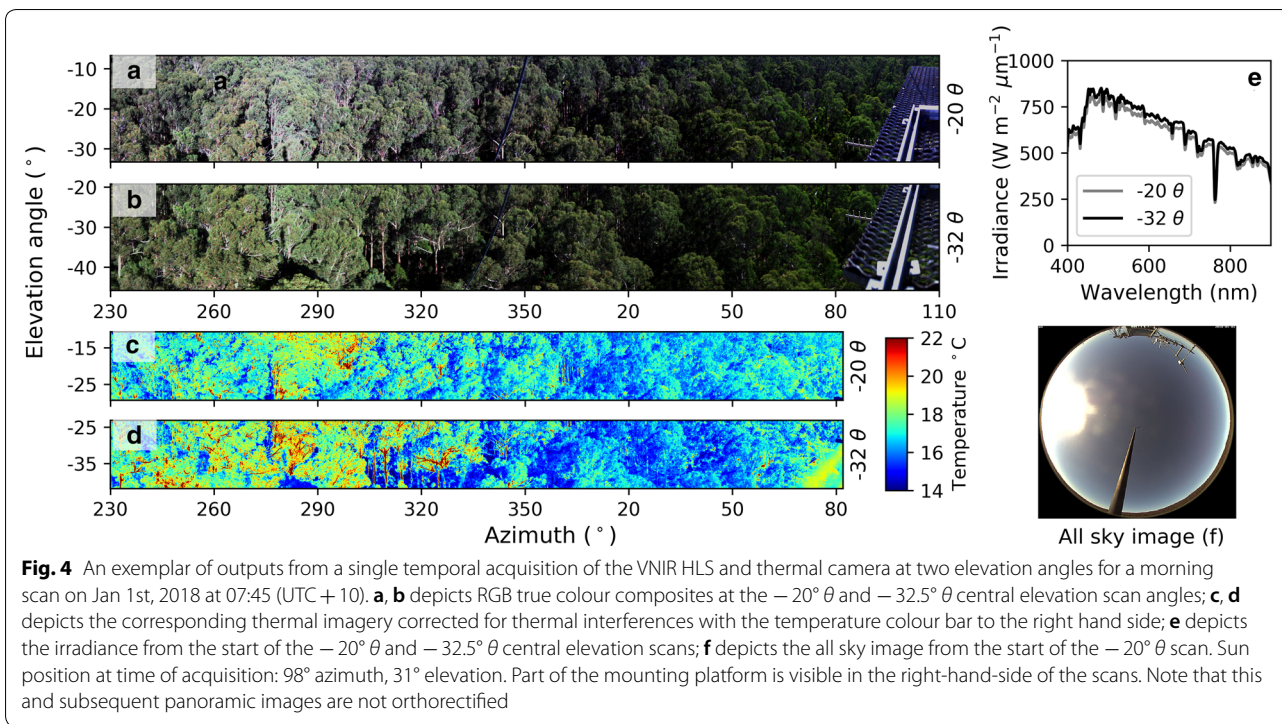 a
a
-10
-20
-30
-20 θ
b
-20
-30
-40
-32 θ
230 260 290 320 350 20 50 80 110
Elevation angle (°)
c
-15
-25
-20 θ
d
-25
-35
-32 θ
230 260 290 320 350 20 50 80
Azimuth (°)
22
20
18
16
14
Temperature °C
e
1000
750
500
250
0
Irradiance (W m⁻² μm⁻¹)
-20 θ
-32 θ
400 600 800
Wavelength (nm)
All sky image (f)
Fig. 4 An exemplar of outputs from a single temporal acquisition of the VNIR HLS and thermal camera at two elevation angles for a morning
scan on Jan 1st, 2018 at 07:45 (UTC + 10). a, b depicts RGB true colour composites at the − 20° θ and − 32.5° θ central elevation scan angles; c, d
depicts the corresponding thermal imagery corrected for thermal interferences with the temperature colour bar to the right hand side; e depicts
the irradiance from the start of the − 20° θ and − 32.5° θ central elevation scans; f depicts the all sky image from the start of the − 20° θ scan. Sun
position at time of acquisition: 98° azimuth, 31° elevation. Part of the mounting platform is visible in the right-hand-side of the scans. Note that this
and subsequent panoramic images are not orthorectified